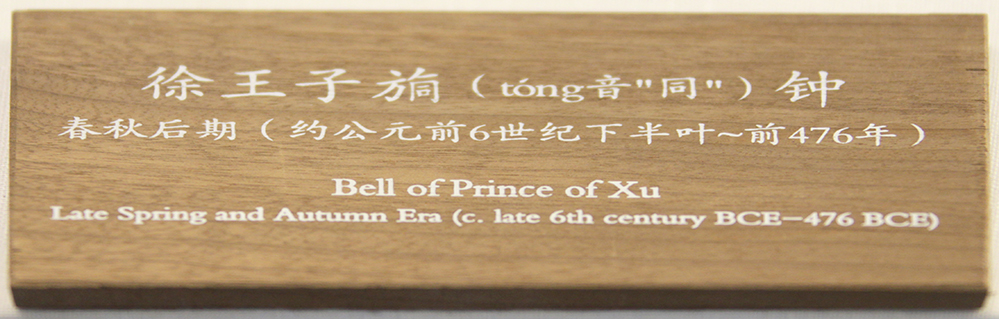 徐王子旃（tóng音"同"）钟
春秋后期（约公元前6世纪下半叶~前476年）
Bell of Prince of Xu
Late Spring and Autumn Era (c. late 6th century BCE–476 BCE)